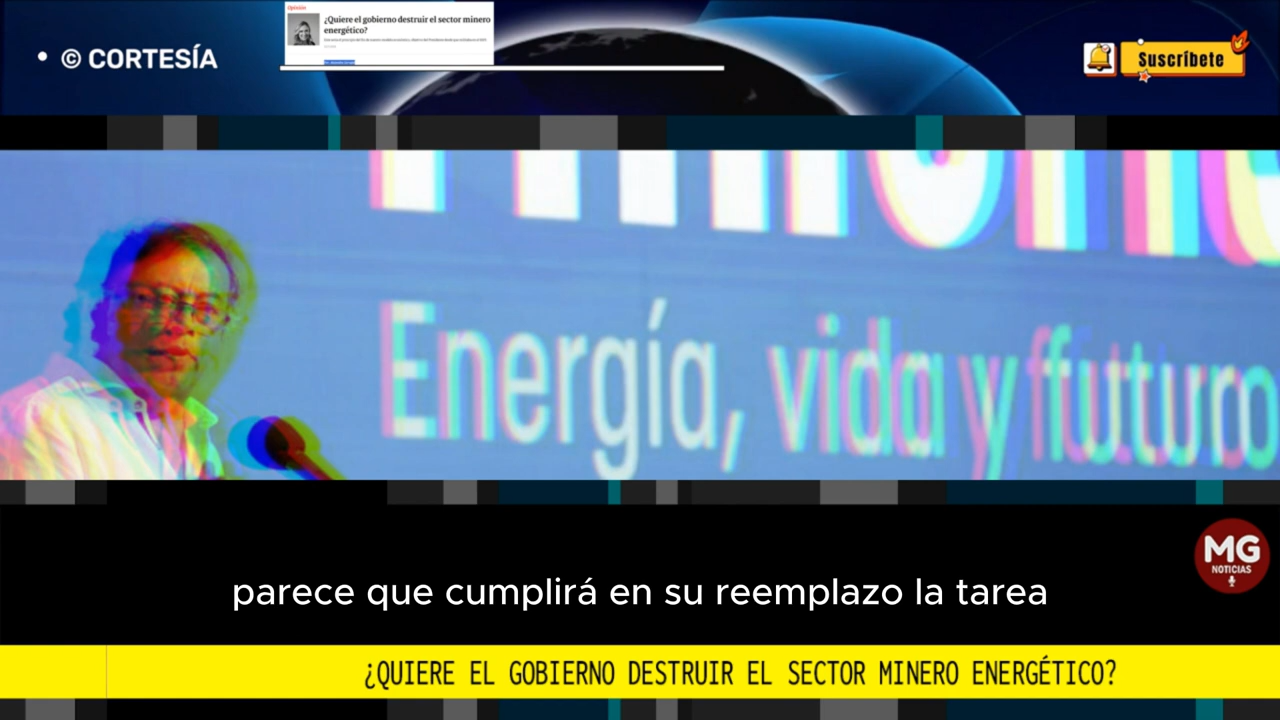 • © CORTESÍA
Opinión
¿Quiere el gobierno destruir el sector minero
energético?
Suscríbete
Energía, vida y futuro
MG
NOTICIAS
parece que cumplirá en su reemplazo la tarea
¿QUIERE EL GOBIERNO DESTRUIR EL SECTOR MINERO ENERGÉTICO?